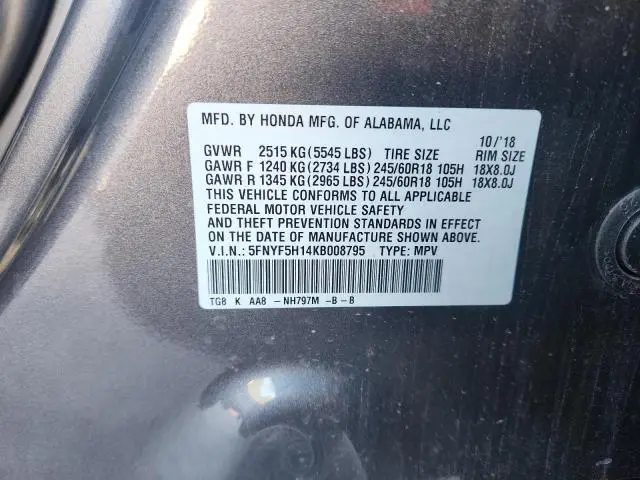 MFD. BY HONDA MFG. OF ALABAMA, LLC
10/'18
GVWR 2515 KG (5545 LBS) TIRE SIZE RIM SIZE
GAWR F 1240 KG (2734 LBS) 245/60R18 105H 18X8.0J
GAWR R 1345 KG (2965 LBS) 245/60R18 105H 18X8.0J
THIS VEHICLE CONFORMS TO ALL APPLICABLE
FEDERAL MOTOR VEHICLE SAFETY
AND THEFT PREVENTION STANDARDS IN EFFECT
ON THE DATE OF MANUFACTURE SHOWN ABOVE.
V.I.N.: 5FNYF5H14KB008795 TYPE: MPV
TG8 K AA8 -NH797M -B-B